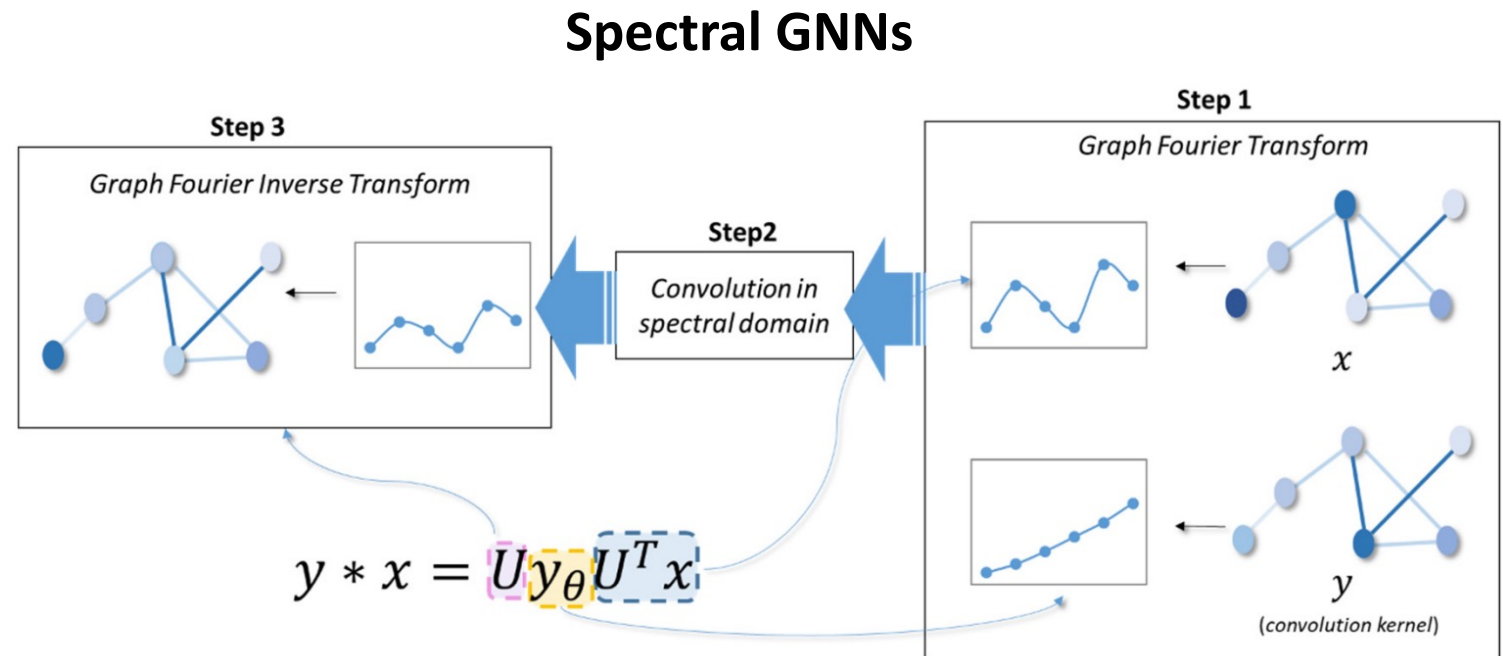 Spectral GNNs
Step 3
Graph Fourier Inverse Transform
Step2
Convolution in
spectral domain
Step 1
Graph Fourier Transform
x
y
(convolution kernel)
y * x = Uy_θU^T x